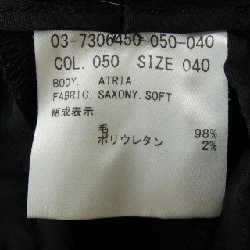 03-7306450-050-040
COL. 050 SIZE 040
BODY. ATRIA
FABRIC. SAXONY. SOFT
組成表示
毛 98%
ポリウレタン 2%